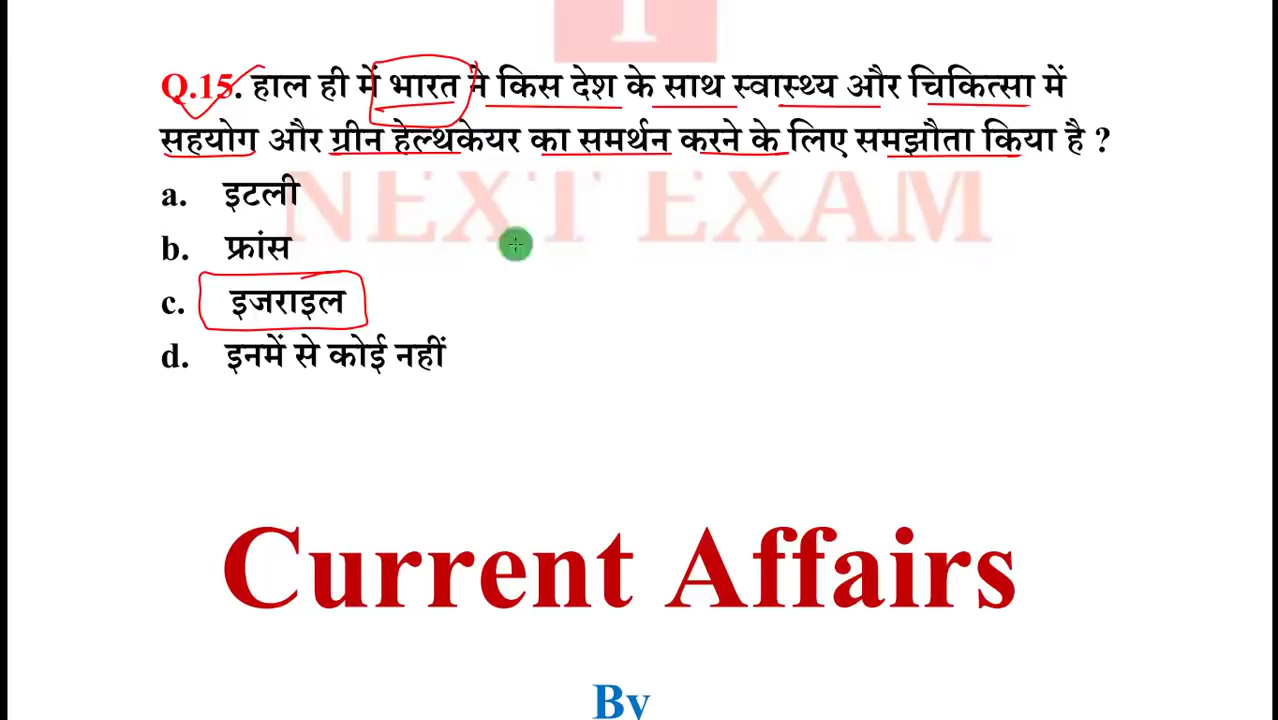 Q.15. हाल ही में भारत ने किस देश के साथ स्वास्थ्य और चिकित्सा में
सहयोग और ग्रीन हेल्थकेयर का समर्थन करने के लिए समझौता किया है ?
NEXT EXAM
a. इटली
b. फ्रांस
c. इजराइल
d. इनमें से कोई नहीं
Current Affairs
By